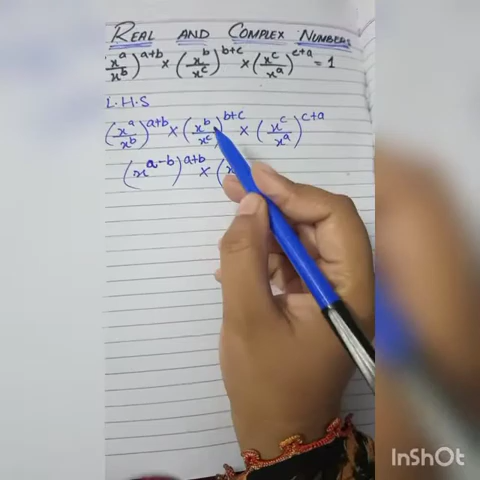 REAL AND COMPLEX NUMBERS
(x^a/x^b)^{a+b} × (x^b/x^c)^{b+c} × (x^c/x^a)^{c+a} = 1
L.H.S
(x^a/x^b)^{a+b} × (x^b/x^c)^{b+c} × (x^c/x^a)^{c+a}
(x^{a-b})^{a+b} × (x
InShOt